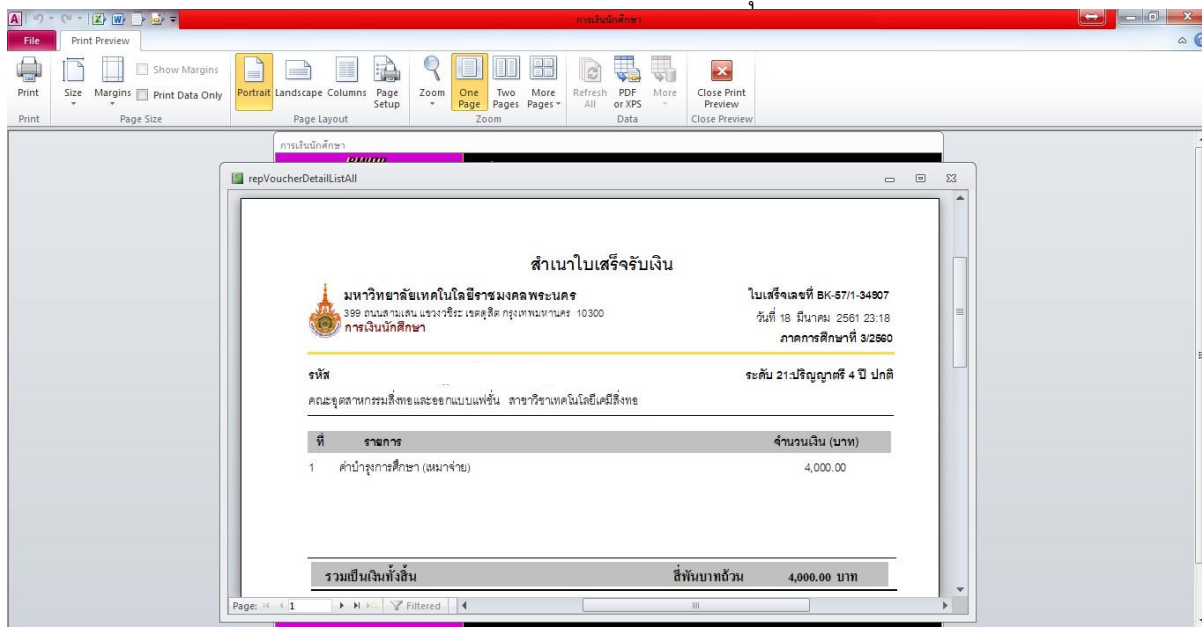 การเงินนักศึกษา
File Print Preview
Show Margins
Print Data Only
Print Size Margins Portrait Landscape Columns Page Setup Zoom One Page Two Pages More Pages Refresh All PDF or XPS More Close Print Preview
Print Page Size Page Layout Zoom Data Close Preview
การเงินนักศึกษา
repVoucherDetailListAll
สำเนาใบเสร็จรับเงิน
มหาวิทยาลัยเทคโนโลยีราชมงคลพระนคร ใบเสร็จเลขที่ BK-57/1-34907
399 ถนนสามเสน แขวงวชิระ เขตดุสิต กรุงเทพมหานคร 10300 วันที่ 18 มีนาคม 2561 23:18
การเงินนักศึกษา ภาคการศึกษาที่ 3/2560
รหัส ระดับ 21:ปริญญาตรี 4 ปี ปกติ
คณะอุตสาหกรรมสิ่งทอและออกแบบแฟชั่น สาขาวิชาเทคโนโลยีเคมีสิ่งทอ
ที่ รายการ จำนวนเงิน (บาท)
1 ค่าบำรุงการศึกษา (เหมาจ่าย) 4,000.00
รวมเป็นเงินทั้งสิ้น สี่พันบาทถ้วน 4,000.00 บาท
Page: 1 Filtered